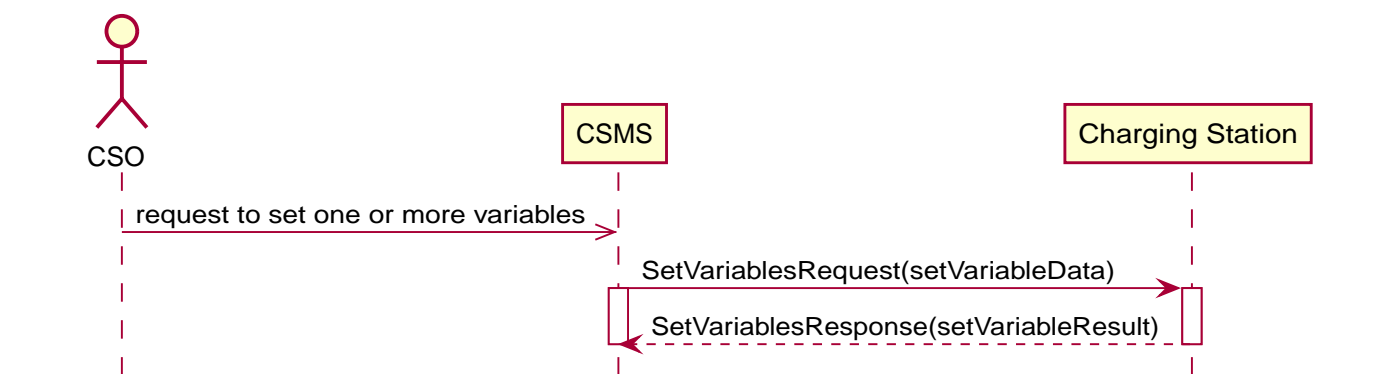 CSO
CSMS
Charging Station
request to set one or more variables
SetVariablesRequest(setVariableData)
SetVariablesResponse(setVariableResult)